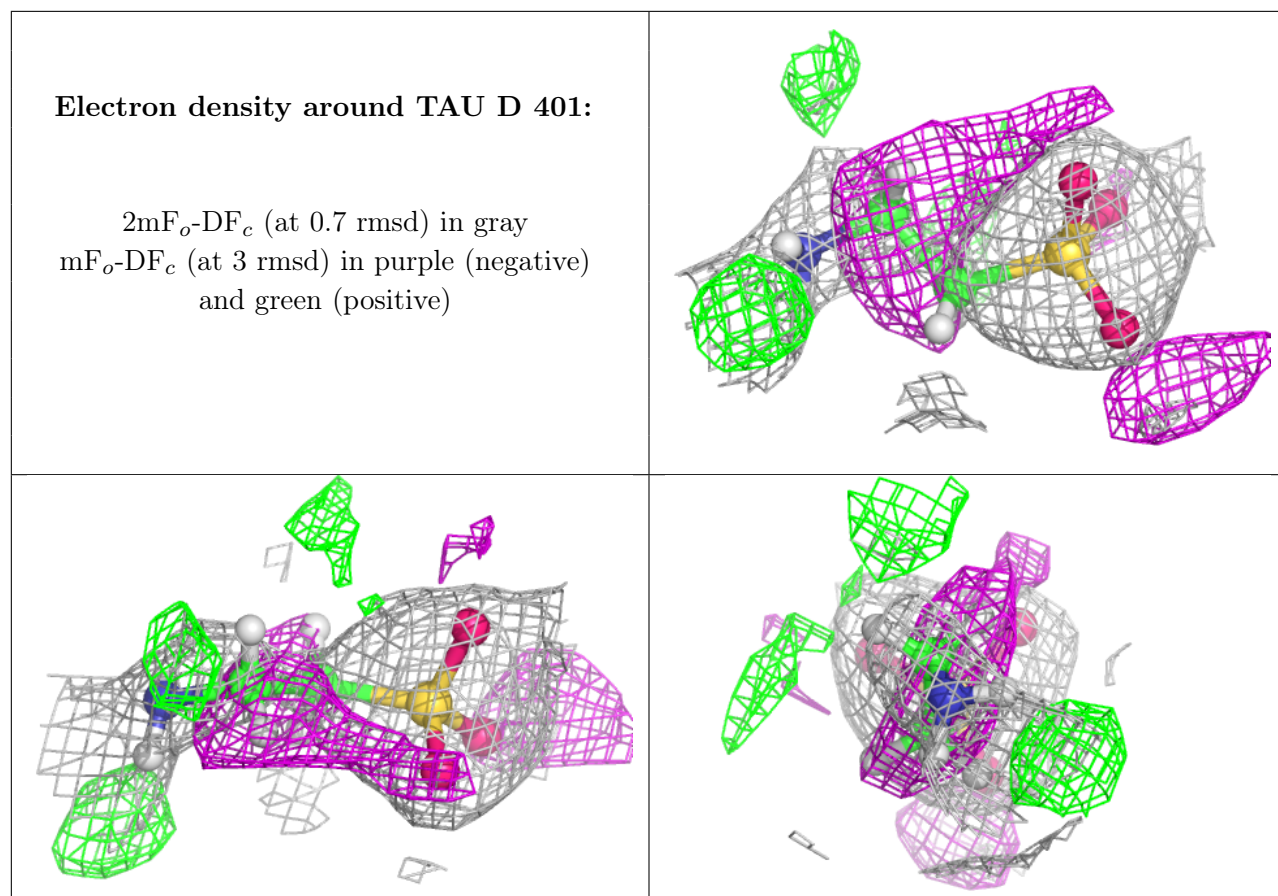 Electron density around TAU D 401:
2mFo-DFc (at 0.7 rmsd) in gray
mFo-DFc (at 3 rmsd) in purple (negative)
and green (positive)